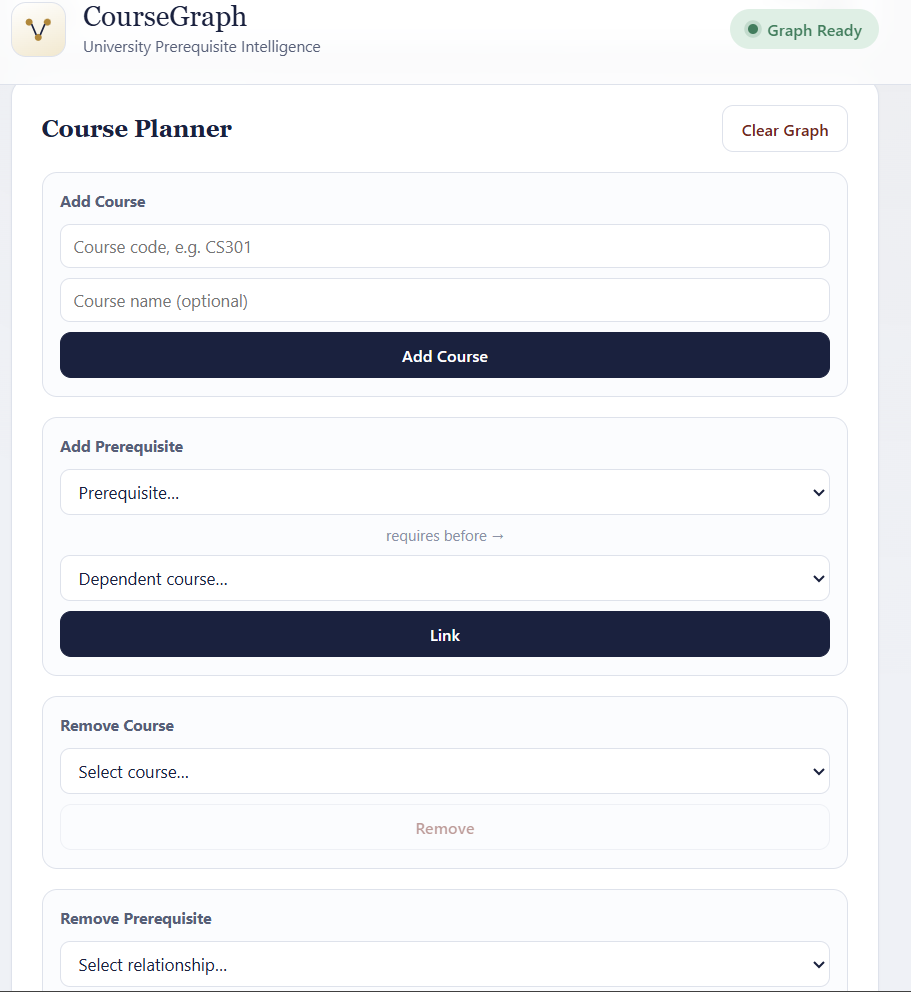 CourseGraph
University Prerequisite Intelligence
Graph Ready
Course Planner
Clear Graph
Add Course
Course code, e.g. CS301
Course name (optional)
Add Course
Add Prerequisite
Prerequisite...
requires before →
Dependent course...
Link
Remove Course
Select course...
Remove
Remove Prerequisite
Select relationship...